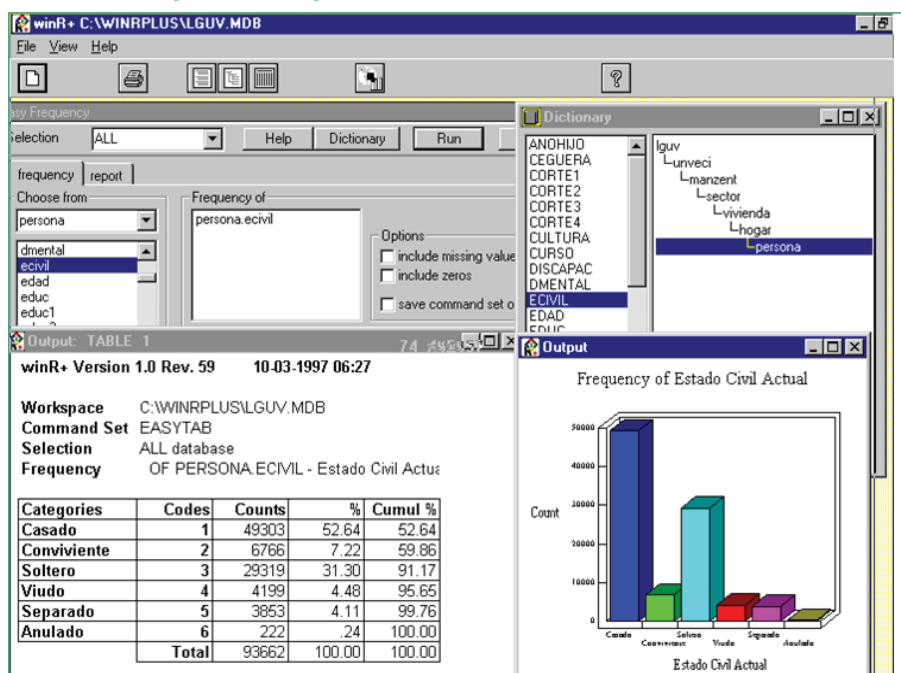 winR+ C:\WINRPLUS\LGUV.MDB
File View Help
asy Frequency
Selection ALL Help Dictionary Run
frequency report
Choose from
persona
dmental
ecivil
edad
educ
educ1
Frequency of
persona.ecivil
Options
include missing value
include zeros
save command set o
Dictionary
ANOHIJO
CEGUERA
CORTE1
CORTE2
CORTE3
CORTE4
CULTURA
CURSO
DISCAPAC
DMENTAL
ECIVIL
EDAD
EDUC
lguv
unveci
manzent
sector
vivienda
hogar
persona
Output: TABLE 1
winR+ Version 1.0 Rev. 59 10-03-1997 06:27
Workspace C:\WINRPLUS\LGUV.MDB
Command Set EASYTAB
Selection ALL database
Frequency OF PERSONA.ECIVIL - Estado Civil Actua
Categories Codes Counts % Cumul %
Casado 1 49303 52.64 52.64
Conviviente 2 6766 7.22 59.86
Soltero 3 29319 31.30 91.17
Viudo 4 4199 4.48 95.65
Separado 5 3853 4.11 99.76
Anulado 6 222 .24 100.00
Total 93662 100.00 100.00
Output
Frequency of Estado Civil Actual
50000
40000
Count 30000
20000
10000
0
Casado Soltero Separado
Conviviente Viudo Anulado
Estado Civil Actual